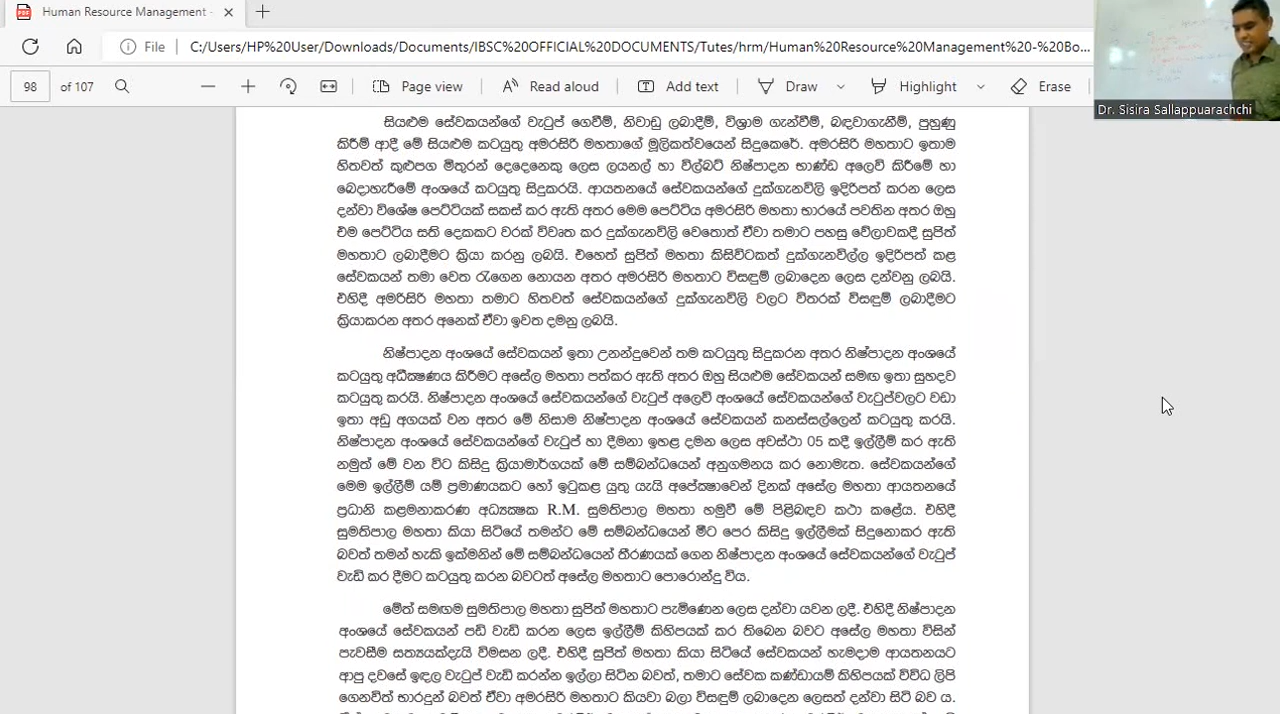 Human Resource Management -
File C:/Users/HP%20User/Downloads/Documents/IBSC%20OFFICIAL%20DOCUMENTS/Tutes/hrm/Human%20Resource%20Management%20-%20Bo...
98 of 107 Page view Read aloud Add text Draw Highlight Erase
Dr. Sisira Sallappuarachchi
සියළුම සේවකයන්ගේ වැටුප් ගෙවීම්, නිවාඩු ලබාදීම්, විශ්‍රාම ගැන්වීම්, බඳවාගැනීම්, පුහුණු
කිරීම් ආදී මේ සියළුම කටයුතු අමරසිරි මහතාගේ මූලිකත්වයෙන් සිදුකෙරේ. අමරසිරි මහතාට ඉතාම
හිතවත් කුළුපග මිතුරන් දෙදෙනෙකු ලෙස ලයනල් හා විල්බට් නිෂ්පාදන භාණ්ඩ අලෙවි කිරීමේ හා
බෙදාහැරීමේ අංශයේ කටයුතු සිදුකරයි. ආයතනයේ සේවකයන්ගේ දුක්ගැනවිලි ඉදිරිපත් කරන ලෙස
දන්වා විශේෂ පෙට්ටියක් සකස් කර ඇති අතර මෙම පෙට්ටිය අමරසිරි මහතා භාරයේ පවතින අතර ඔහු
එම පෙට්ටිය සති දෙකකට වරක් විවෘත කර දුක්ගැනවිලි වෙතොත් ඒවා තමාට පහසු වේලාවකදී සුජිත්
මහතාට ලබාදීමට ක්‍රියා කරනු ලබයි. එහෙත් සුජිත් මහතා කිසිවිටකත් දුක්ගැනවිල්ල ඉදිරිපත් කළ
සේවකයන් තමා වෙත රැගෙන නොයන අතර අමරසිරි මහතාට විසඳුම් ලබාදෙන ලෙස දන්වනු ලබයි.
එහිදී අමරිසිරි මහතා තමාට හිතවත් සේවකයන්ගේ දුක්ගැනවිලි වලට විතරක් විසඳුම් ලබාදීමට
ක්‍රියාකරන අතර අනෙක් ඒවා ඉවත දමනු ලබයි.
නිෂ්පාදන අංශයේ සේවකයන් ඉතා උනන්දුවෙන් තම කටයුතු සිදුකරන අතර නිෂ්පාදන අංශයේ
කටයුතු අධීක්ෂණය කිරීමට අසේල මහතා පත්කර ඇති අතර ඔහු සියළුම සේවකයන් සමඟ ඉතා සුහදව
කටයුතු කරයි. නිෂ්පාදන අංශයේ සේවකයන්ගේ වැටුප් අලෙවි අංශයේ සේවකයන්ගේ වැටුප්වලට වඩා
ඉතා අඩු අගයක් වන අතර මේ නිසාම නිෂ්පාදන අංශයේ සේවකයන් කනස්සල්ලෙන් කටයුතු කරයි.
නිෂ්පාදන අංශයේ සේවකයන්ගේ වැටුප් හා දීමනා ඉහළ දමන ලෙස අවස්ථා 05 කදී ඉල්ලීම් කර ඇති
නමුත් මේ වන විට කිසිදු ක්‍රියාමාර්ගයක් මේ සම්බන්ධයෙන් අනුගමනය කර නොමැත. සේවකයන්ගේ
මෙම ඉල්ලීම් යම් ප්‍රමාණයකට හෝ ඉටුකළ යුතු යැයි අපේක්ෂාවෙන් දිනක් අසේල මහතා ආයතනයේ
ප්‍රධානි කළමනාකරණ අධ්‍යක්ෂක R.M. සුමතිපාල මහතා හමුවී මේ පිළිබඳව කථා කළේය. එහිදී
සුමතිපාල මහතා කියා සිටියේ තමන්ට මේ සම්බන්ධයෙන් මීට පෙර කිසිදු ඉල්ලීමක් සිදුනොකර ඇති
බවත් තමන් හැකි ඉක්මනින් මේ සම්බන්ධයෙන් තීරණයක් ගෙන නිෂ්පාදන අංශයේ සේවකයන්ගේ වැටුප්
වැඩි කර දීමට කටයුතු කරන බවටත් අසේල මහතාට පොරොන්දු විය.
මේත් සමඟම සුමතිපාල මහතා සුජිත් මහතාට පැමිණෙන ලෙස දන්වා යවන ලදී. එහිදී නිෂ්පාදන
අංශයේ සේවකයන් පඩි වැඩි කරන ලෙස ඉල්ලීම් කිහිපයක් කර තිබෙන බවට අසේල මහතා විසින්
පැවසීම සත්‍යයක්දැයි විමසන ලදී. එහිදී සුජිත් මහතා කියා සිටියේ සේවකයන් හැමදාම ආයතනයට
ආපු දවසේ ඉඳල වැටුප් වැඩි කරන්න ඉල්ලා සිටින බවත්, තමාට සේවක කණ්ඩායම් කිහිපයක් විවිධ ලිපි
ගෙනවිත් භාරදුන් බවත් ඒවා අමරසිරි මහතාට කියවා බලා විසඳුම් ලබාදෙන ලෙසත් දන්වා සිටි බව ය.